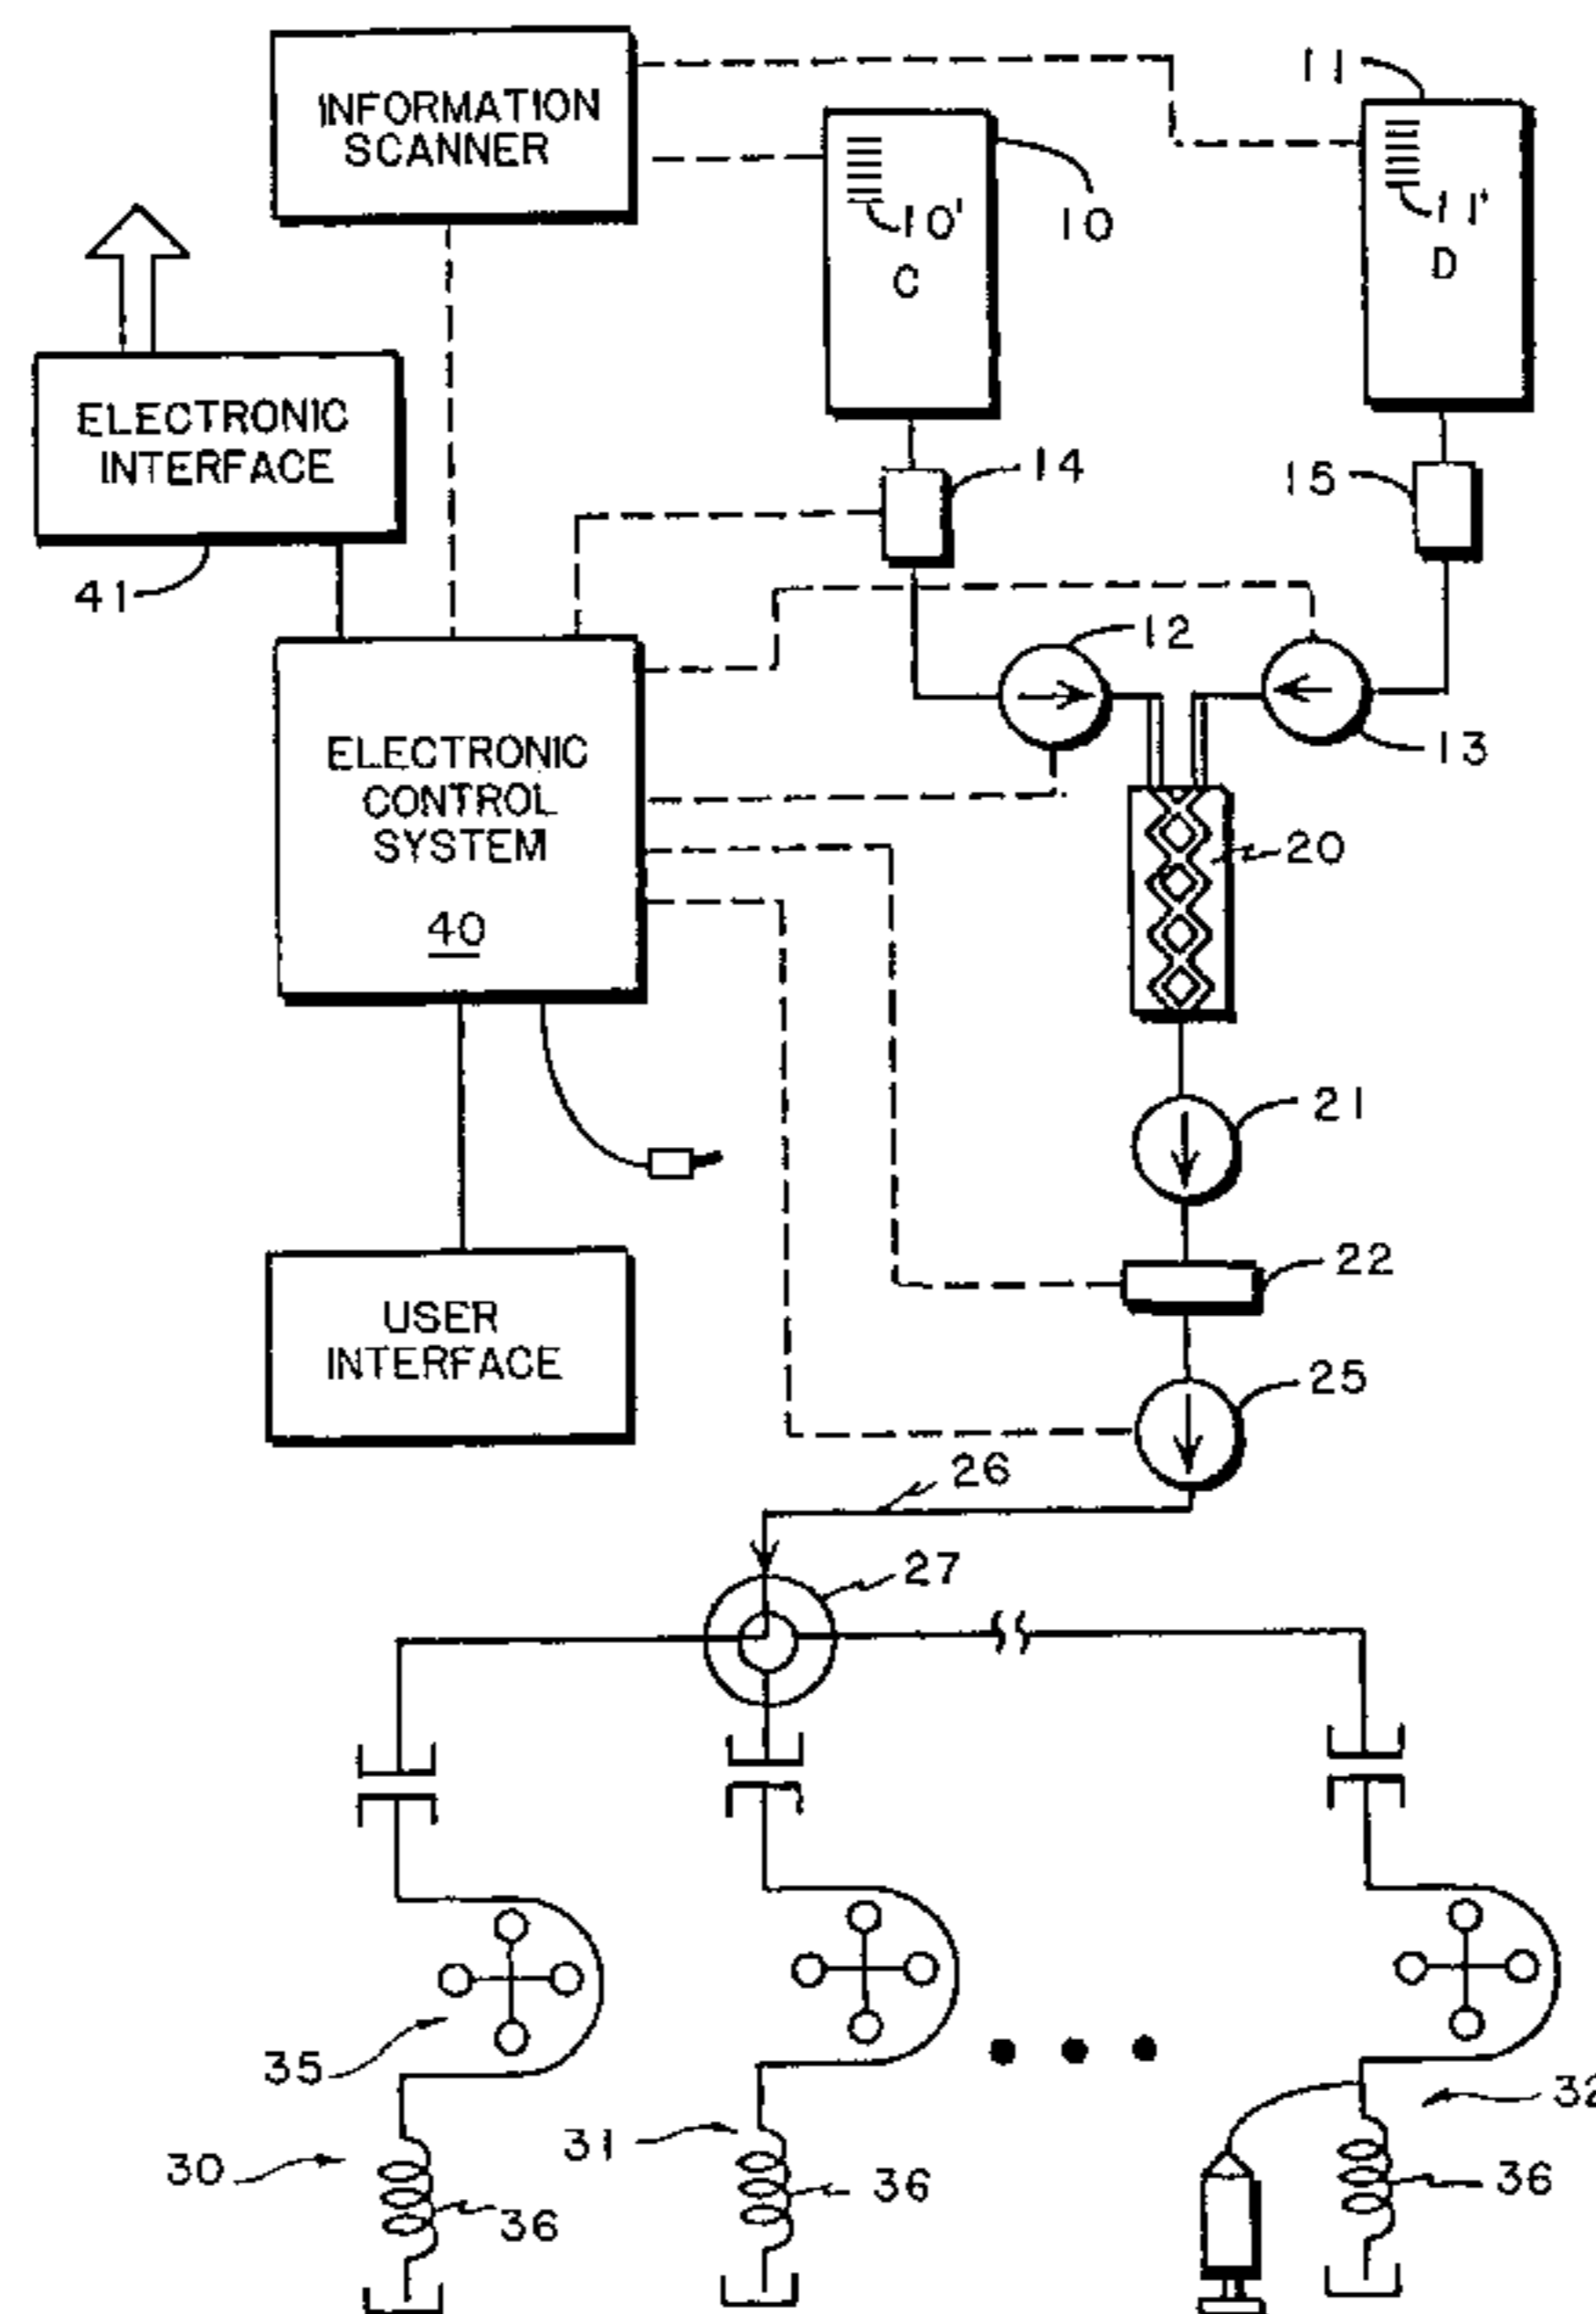 INFORMATION
SCANNER
11
10'
10
11'
C
D
ELECTRONIC
INTERFACE
14
15
41
12
13
ELECTRONIC
CONTROL
SYSTEM
40
20
21
22
USER
INTERFACE
25
26
27
35
32
31
30
36
36
36